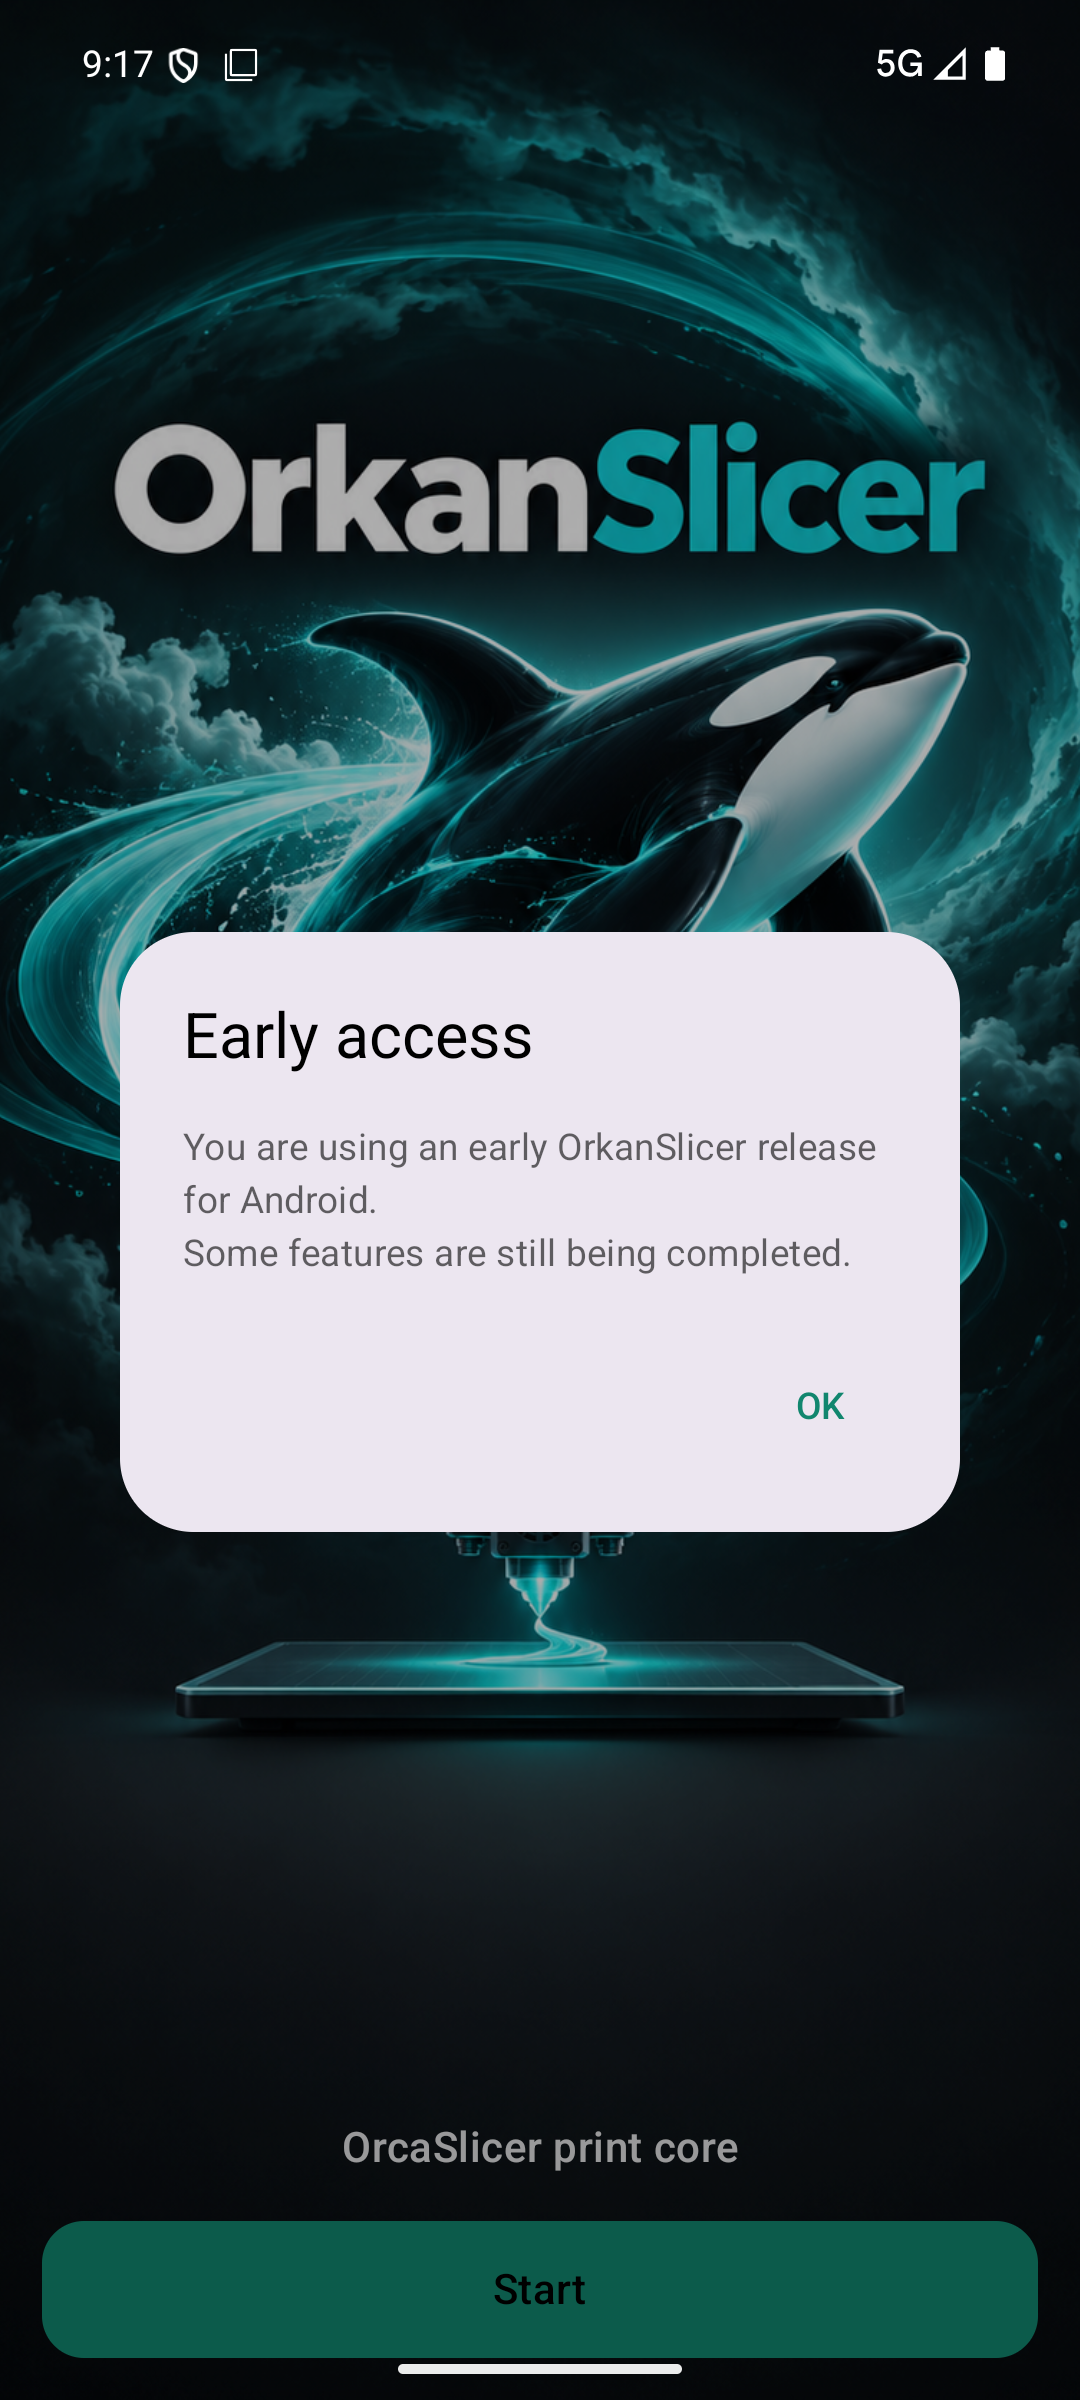 9:17
5G
OrkanSlicer
Early access
You are using an early OrkanSlicer release
for Android.
Some features are still being completed.
OK
OrcaSlicer print core
Start